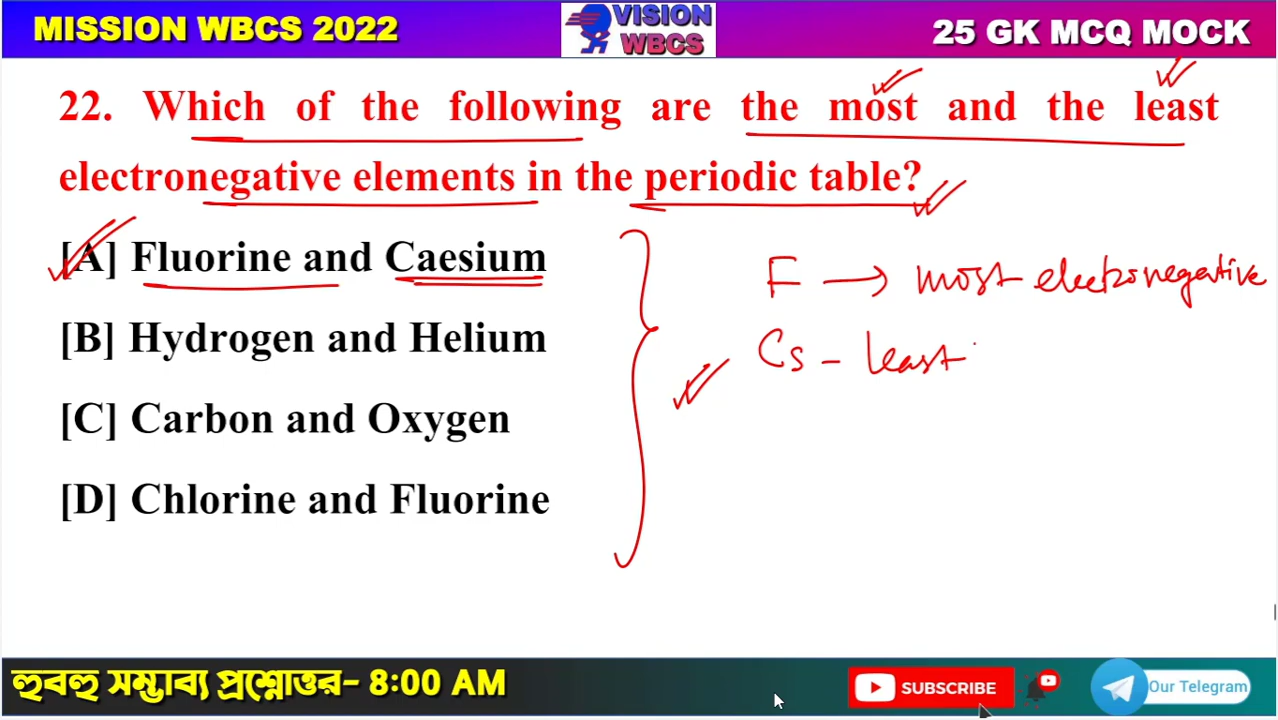 MISSION WBCS 2022
VISION
WBCS
25 GK MCQ MOCK
22. Which of the following are the most and the least
electronegative elements in the periodic table?
[A] Fluorine and Caesium
[B] Hydrogen and Helium
[C] Carbon and Oxygen
[D] Chlorine and Fluorine
F → most electronegative
Cs - least
হুবহু সম্ভাব্য প্রশ্নোত্তর- 8:00 AM
SUBSCRIBE
Our Telegram